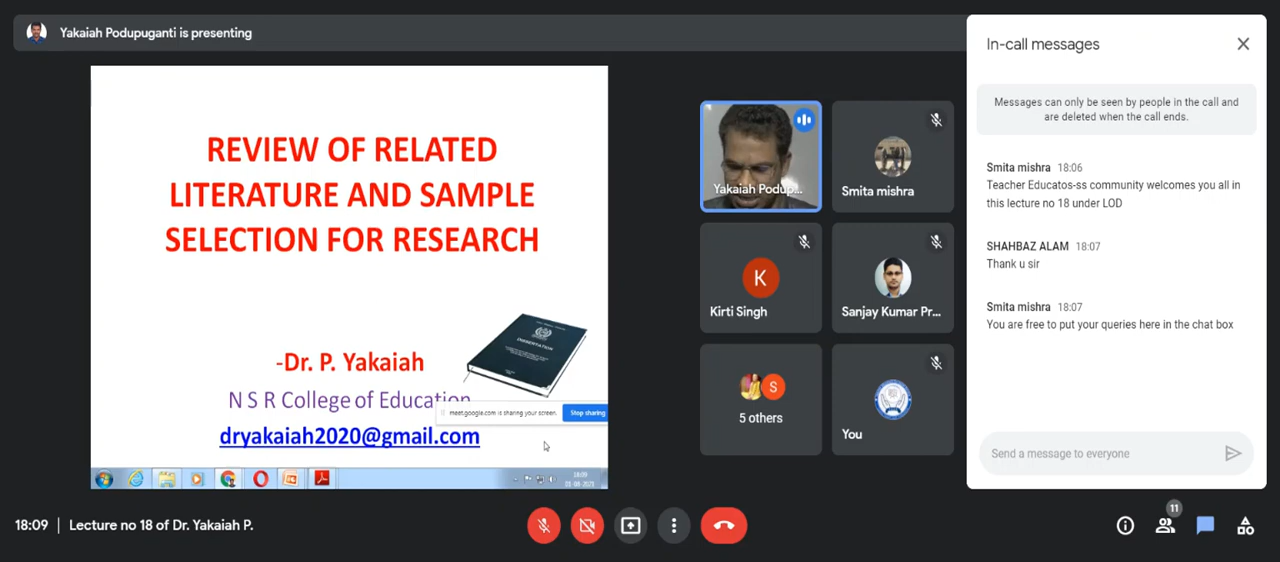 Yakaiah Podupuganti is presenting
REVIEW OF RELATED
LITERATURE AND SAMPLE
SELECTION FOR RESEARCH
DISSERTATION
-Dr. P. Yakaiah
N S R College of Education
meet.google.com is sharing your screen.
Stop sharing
dryakaiah2020@gmail.com
18:09
Yakaiah Podup...
Smita mishra
K
Kirti Singh
Sanjay Kumar Pr...
S
5 others
You
In-call messages
Messages can only be seen by people in the call and
are deleted when the call ends.
Smita mishra 18:06
Teacher Educatos-ss community welcomes you all in
this lecture no 18 under LOD
SHAHBAZ ALAM 18:07
Thank u sir
Smita mishra 18:07
You are free to put your queries here in the chat box
Send a message to everyone
18:09 | Lecture no 18 of Dr. Yakaiah P.
11